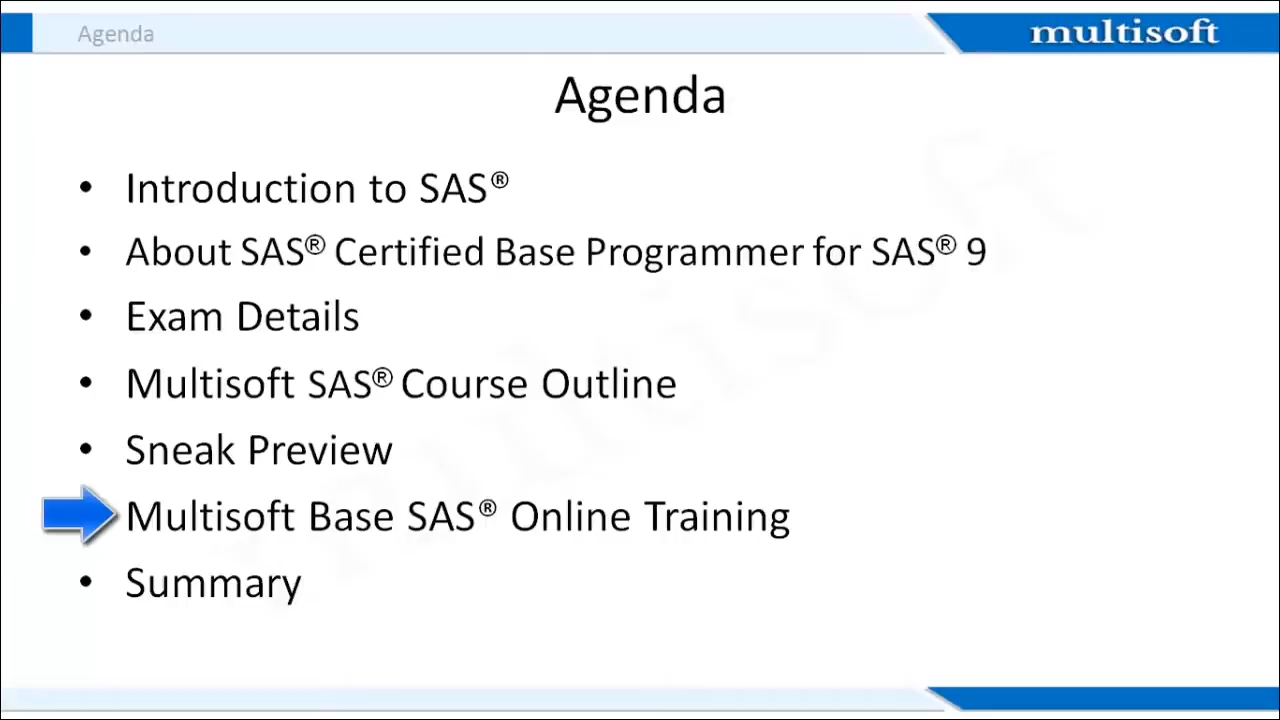 Agenda
multisoft
Agenda
• Introduction to SAS®
• About SAS® Certified Base Programmer for SAS® 9
• Exam Details
• Multisoft SAS® Course Outline
• Sneak Preview
Multisoft Base SAS® Online Training
• Summary